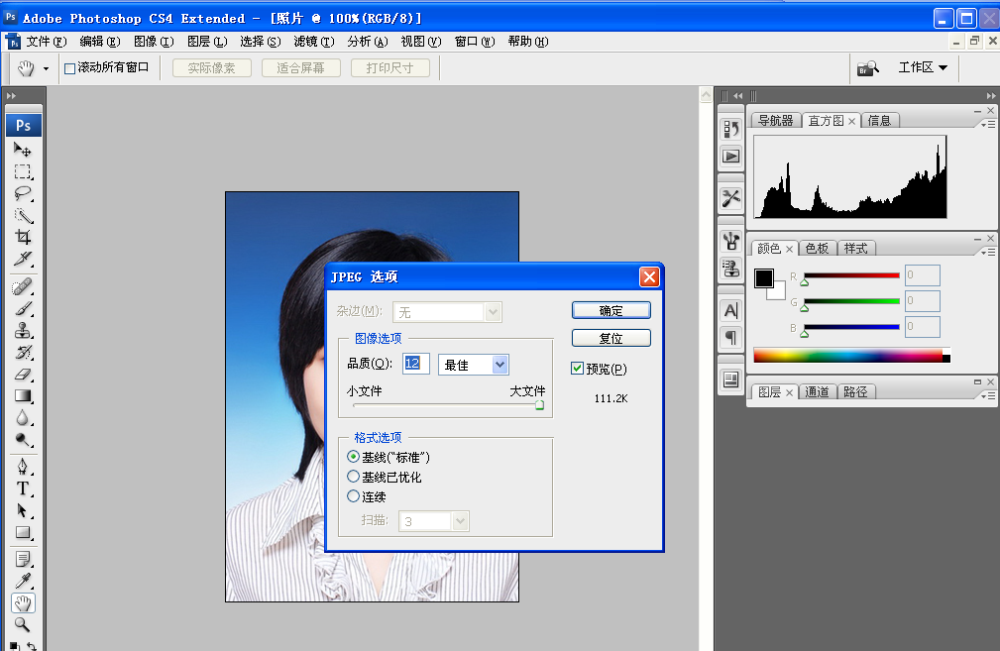 Ps Adobe Photoshop CS4 Extended - [照片 @ 100%(RGB/8)]
Ps 文件(F) 编辑(E) 图像(I) 图层(L) 选择(S) 滤镜(T) 分析(A) 视图(V) 窗口(W) 帮助(H)
滚动所有窗口 实际像素 适合屏幕 打印尺寸 Br 工作区
Ps
T
导航器 直方图 × 信息
颜色 × 色板 样式
R 0
G 0
B 0
A
图层 × 通道 路径
JPEG 选项
杂边(M): 无
确定
复位
图像选项
品质(Q): 12 最佳
预览(P)
小文件 大文件
111.2K
格式选项
基线("标准")
基线已优化
连续
扫描: 3